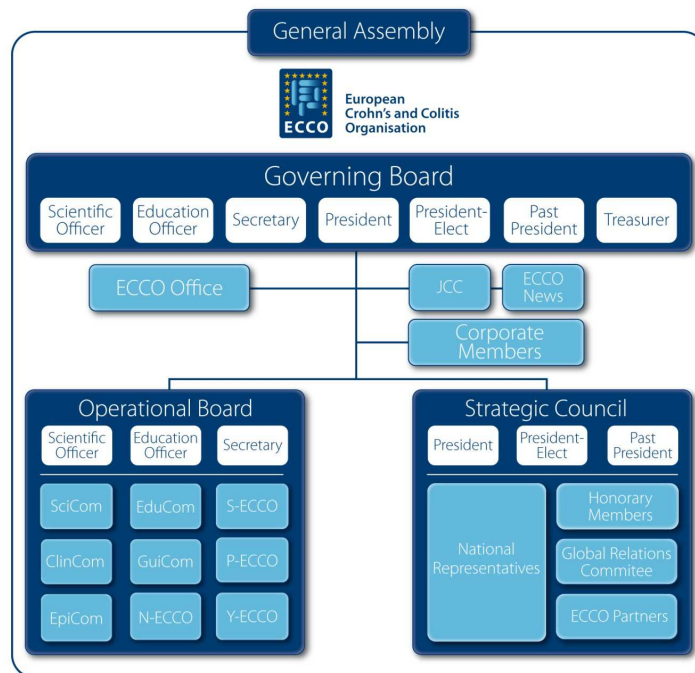 General Assembly
ECCO
European
Crohn's and Colitis
Organisation
Governing Board
Scientific
Officer
Education
Officer
Secretary
President
President-
Elect
Past
President
Treasurer
ECCO Office
JCC
ECCO
News
Corporate
Members
Operational Board
Scientific
Officer
Education
Officer
Secretary
SciCom
EduCom
S-ECCO
ClinCom
GuiCom
P-ECCO
EpiCom
N-ECCO
Y-ECCO
Strategic Council
President
President-
Elect
Past
President
National
Representatives
Honorary
Members
Global Relations
Commitee
ECCO Partners